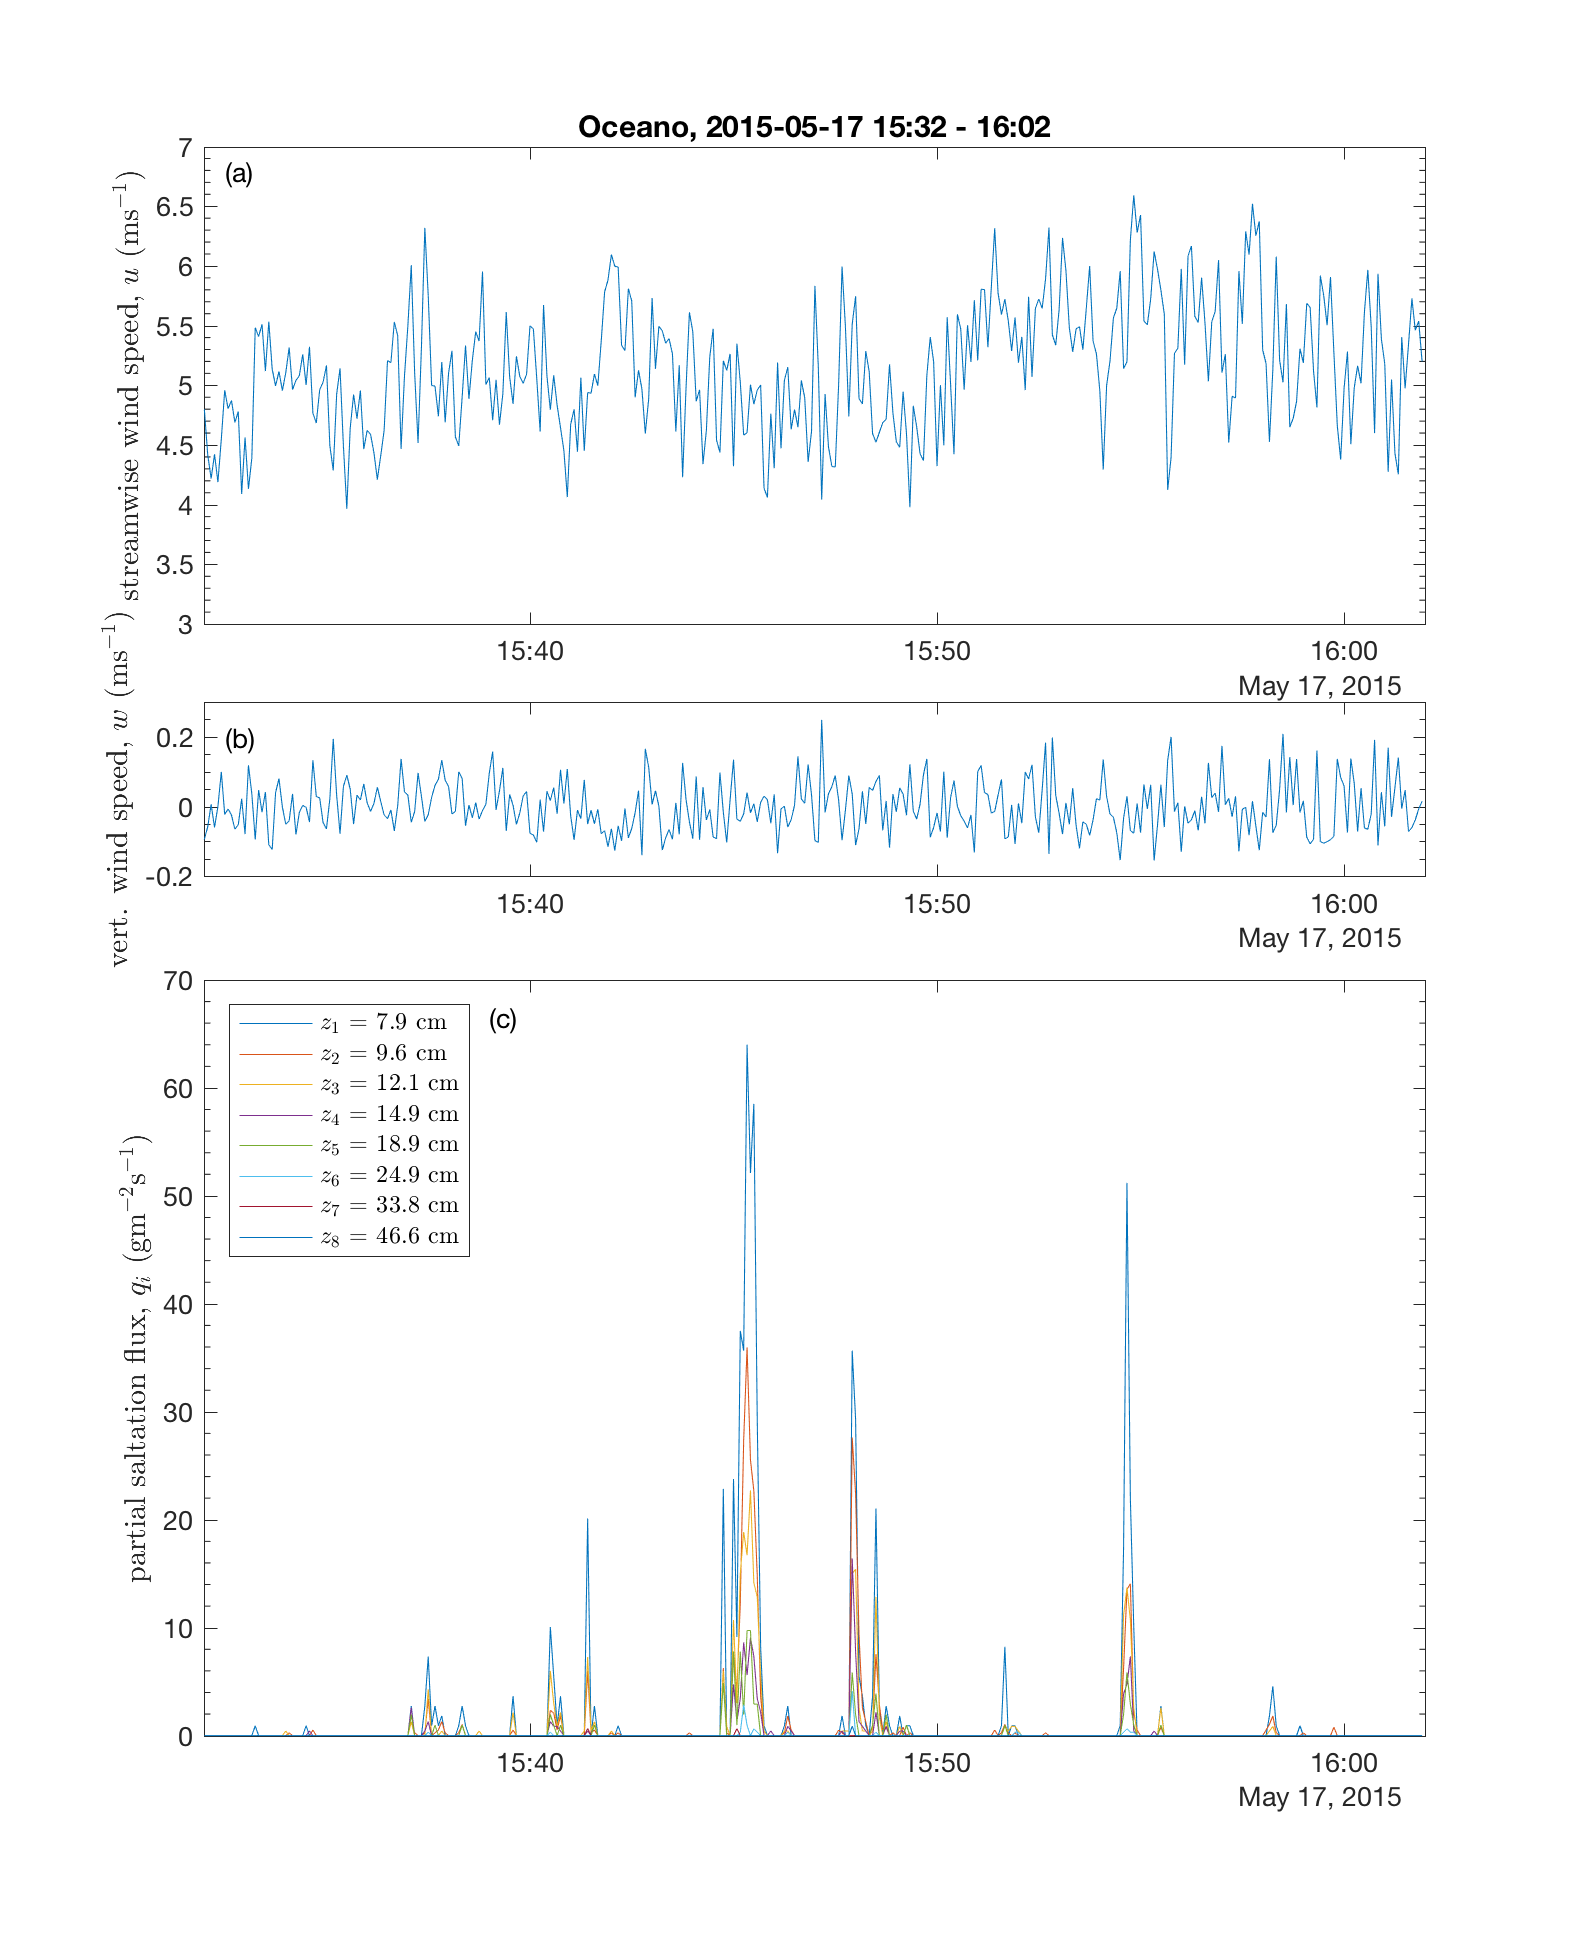 Oceano, 2015-05-17 15:32 - 16:02
(a)
streamwise wind speed, u (ms⁻¹)
7
6.5
6
5.5
5
4.5
4
3.5
3
15:40 15:50 16:00
May 17, 2015
(b)
vert. wind speed, w (ms⁻¹)
0.2
0
-0.2
15:40 15:50 16:00
May 17, 2015
(c)
partial saltation flux, qᵢ (gm⁻²s⁻¹)
70
60
50
40
30
20
10
0
z₁ = 7.9 cm
z₂ = 9.6 cm
z₃ = 12.1 cm
z₄ = 14.9 cm
z₅ = 18.9 cm
z₆ = 24.9 cm
z₇ = 33.8 cm
z₈ = 46.6 cm
15:40 15:50 16:00
May 17, 2015